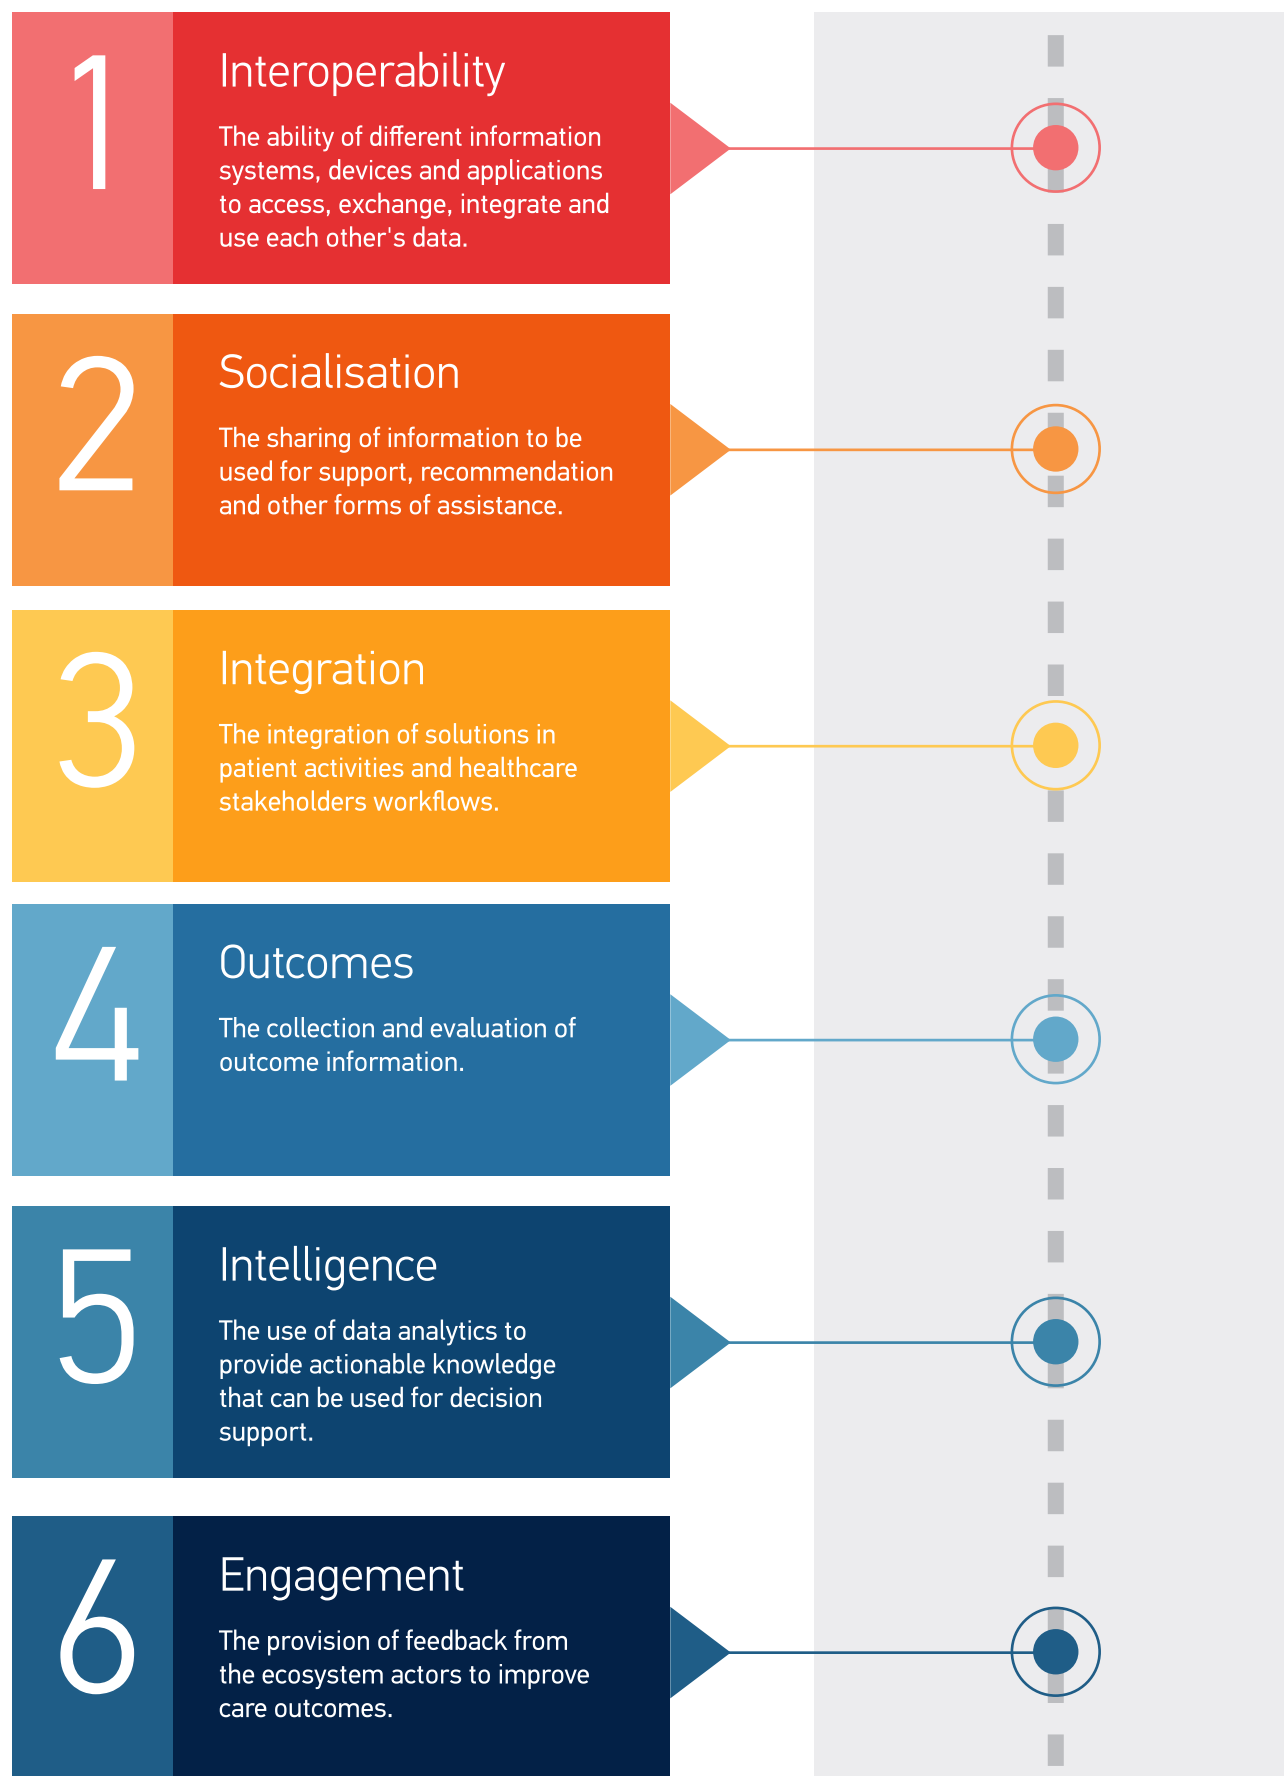 1
Interoperability
The ability of different information
systems, devices and applications
to access, exchange, integrate and
use each other's data.
2
Socialisation
The sharing of information to be
used for support, recommendation
and other forms of assistance.
3
Integration
The integration of solutions in
patient activities and healthcare
stakeholders workflows.
4
Outcomes
The collection and evaluation of
outcome information.
5
Intelligence
The use of data analytics to
provide actionable knowledge
that can be used for decision
support.
6
Engagement
The provision of feedback from
the ecosystem actors to improve
care outcomes.